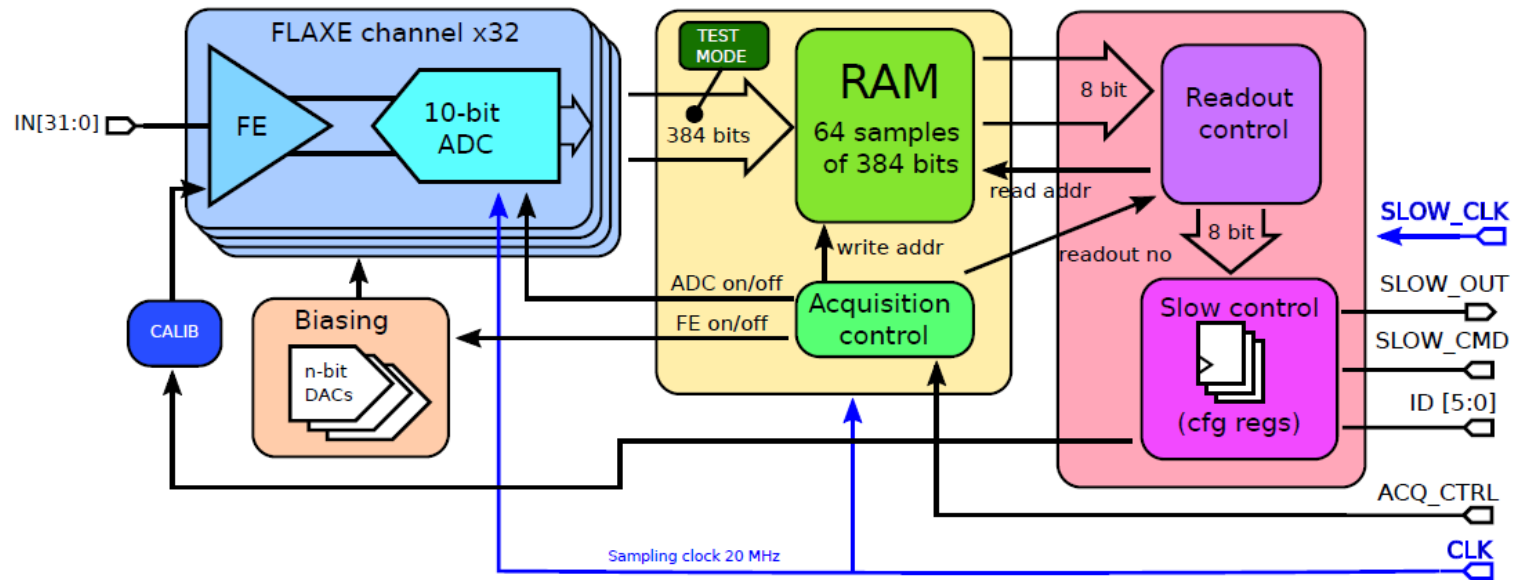 FLAXE channel x32
IN[31:0]
FE
10-bit
ADC
CALIB
Biasing
n-bit
DACs
TEST
MODE
384 bits
RAM
64 samples
of 384 bits
write addr
ADC on/off
FE on/off
Acquisition
control
8 bit
Readout
control
read addr
readout no
8 bit
Slow control
(cfg regs)
SLOW_CLK
SLOW_OUT
SLOW_CMD
ID [5:0]
ACQ_CTRL
CLK
Sampling clock 20 MHz